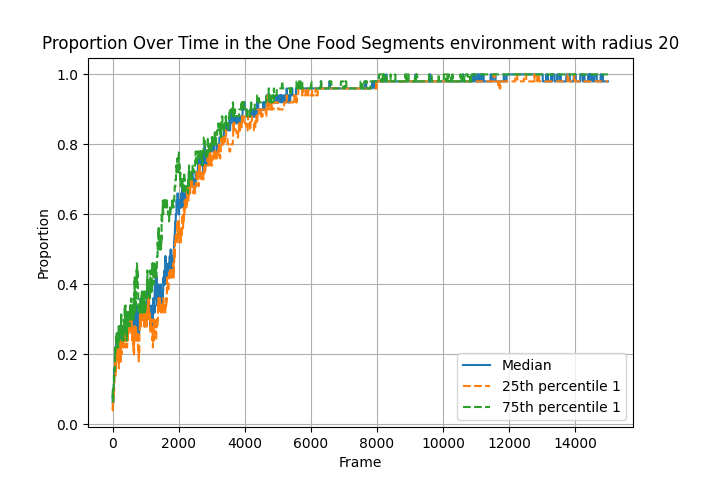 Proportion Over Time in the One Food Segments environment with radius 20
1.0
0.8
0.6
0.4
0.2
0.0
Proportion
0 2000 4000 6000 8000 10000 12000 14000
Frame
Median
25th percentile 1
75th percentile 1